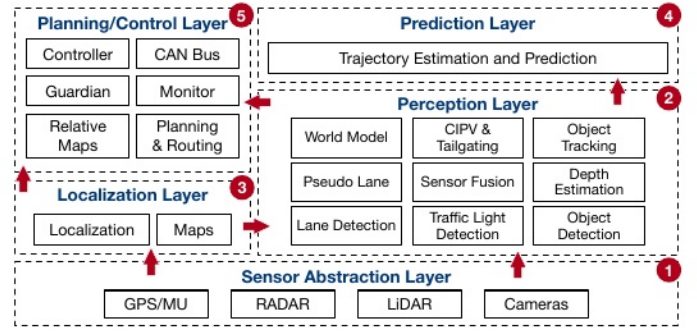 Planning/Control Layer
5
Controller
CAN Bus
Guardian
Monitor
Relative
Maps
Planning
& Routing
Prediction Layer
4
Trajectory Estimation and Prediction
Perception Layer
2
World Model
CIPV &
Tailgating
Object
Tracking
Pseudo Lane
Sensor Fusion
Depth
Estimation
Lane Detection
Traffic Light
Detection
Object
Detection
Localization Layer
3
Localization
Maps
Sensor Abstraction Layer
1
GPS/MU
RADAR
LiDAR
Cameras